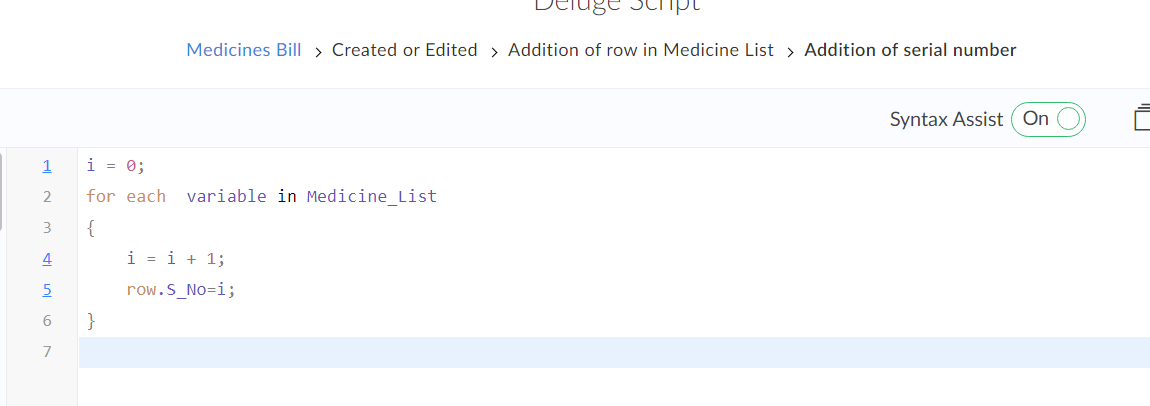 Deluge Script
Medicines Bill > Created or Edited > Addition of row in Medicine List > Addition of serial number
Syntax Assist On
1 i = 0;
2 for each  variable in Medicine_List
3 {
4     i = i + 1;
5     row.S_No=i;
6 }
7